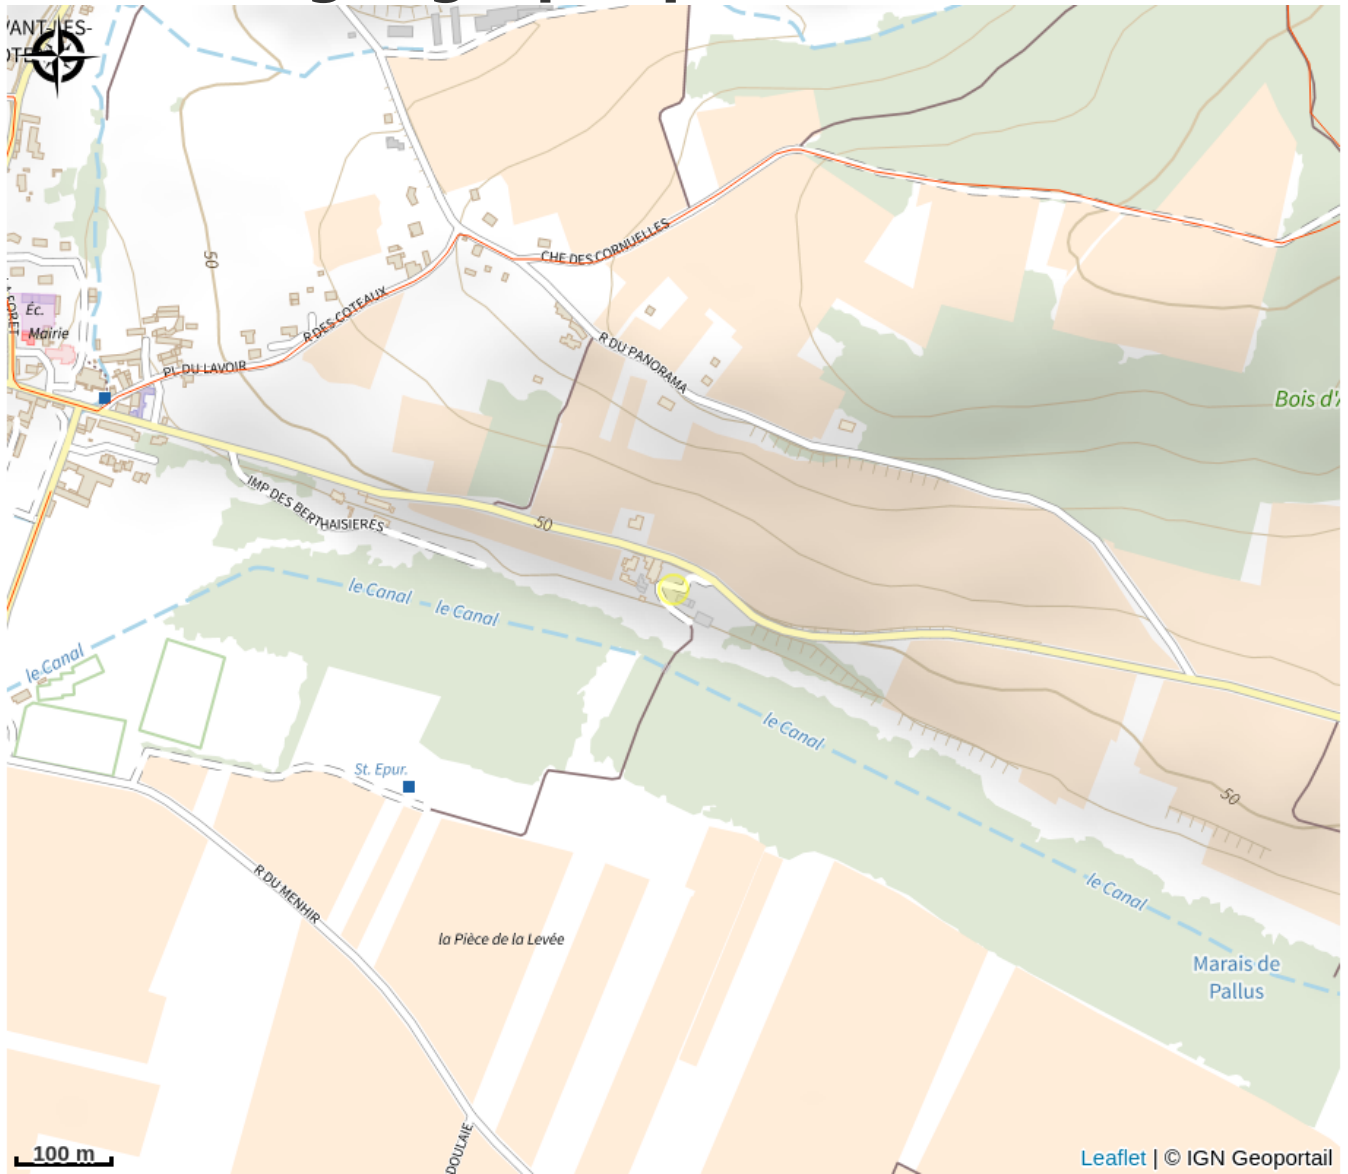 50
CHE DES CORNUELLES
Éc.
Mairie
R DES COTEAUX
PL DU LAVOIR
R DU PANORAMA
Bois d'
IMP DES BERTHAISIERES
50
le Canal
le Canal
le Canal
le Canal
St. Epur.
50
R DU MENHIR
le Canal
la Pièce de la Levée
Marais de
Pallus
DOULAIE
100 m
Leaflet | © IGN Geoportail